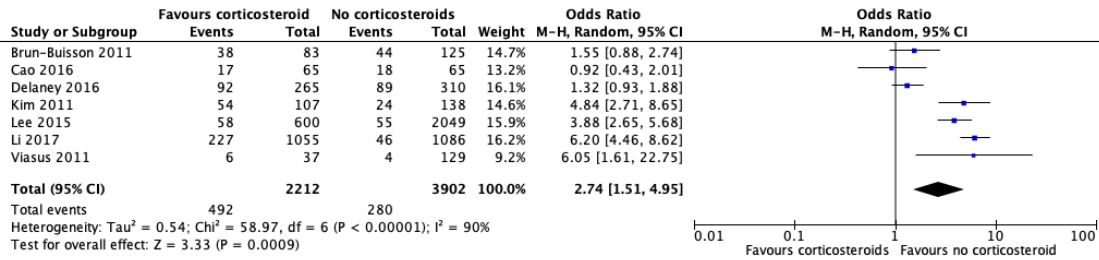 Favours corticosteroid No corticosteroids Odds Ratio Odds Ratio
Study or Subgroup Events Total Events Total Weight M-H, Random, 95% CI M-H, Random, 95% CI
Brun-Buisson 2011 38 83 44 125 14.7% 1.55 [0.88, 2.74]
Cao 2016 17 65 18 65 13.2% 0.92 [0.43, 2.01]
Delaney 2016 92 265 89 310 16.1% 1.32 [0.93, 1.88]
Kim 2011 54 107 24 138 14.6% 4.84 [2.71, 8.65]
Lee 2015 58 600 55 2049 15.9% 3.88 [2.65, 5.68]
Li 2017 227 1055 46 1086 16.2% 6.20 [4.46, 8.62]
Viasus 2011 6 37 4 129 9.2% 6.05 [1.61, 22.75]
Total (95% CI) 2212 3902 100.0% 2.74 [1.51, 4.95]
Total events 492 280
Heterogeneity: Tau² = 0.54; Chi² = 58.97, df = 6 (P < 0.00001); I² = 90%
Test for overall effect: Z = 3.33 (P = 0.0009)
0.01 0.1 1 10 100
Favours corticosteroids Favours no corticosteroid